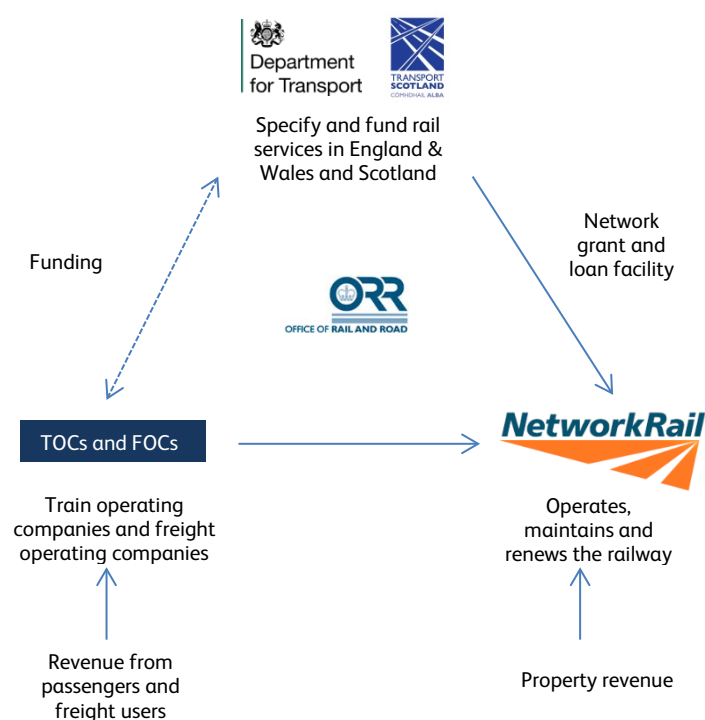 Department
for Transport
TRANSPORT
SCOTLAND
COMHDHAIL ALBA
Specify and fund rail
services in England &
Wales and Scotland
Funding
Network
grant and
loan facility
ORR
OFFICE OF RAIL AND ROAD
TOCs and FOCs
NetworkRail
Train operating
companies and freight
operating companies
Operates,
maintains and
renews the railway
Revenue from
passengers and
freight users
Property revenue